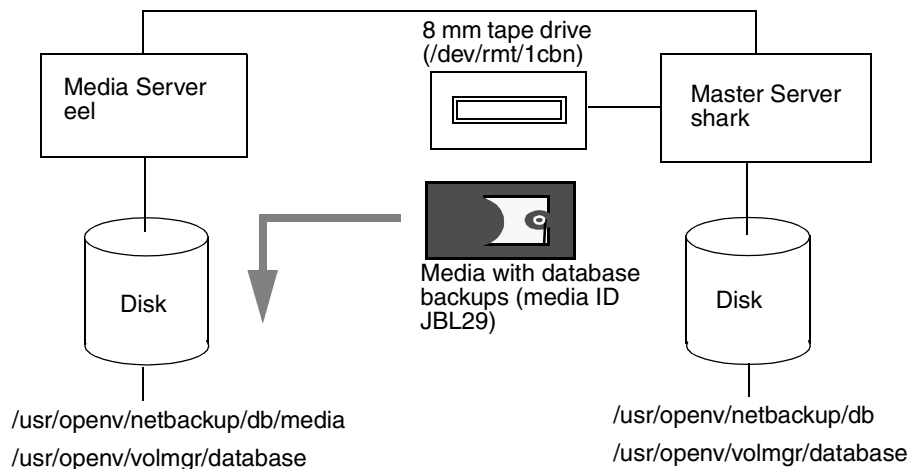 8 mm tape drive
(/dev/rmt/1cbn)
Media Server
eel
Master Server
shark
Media with database
backups (media ID
JBL29)
Disk
Disk
/usr/openv/netbackup/db/media
/usr/openv/volmgr/database
/usr/openv/netbackup/db
/usr/openv/volmgr/database